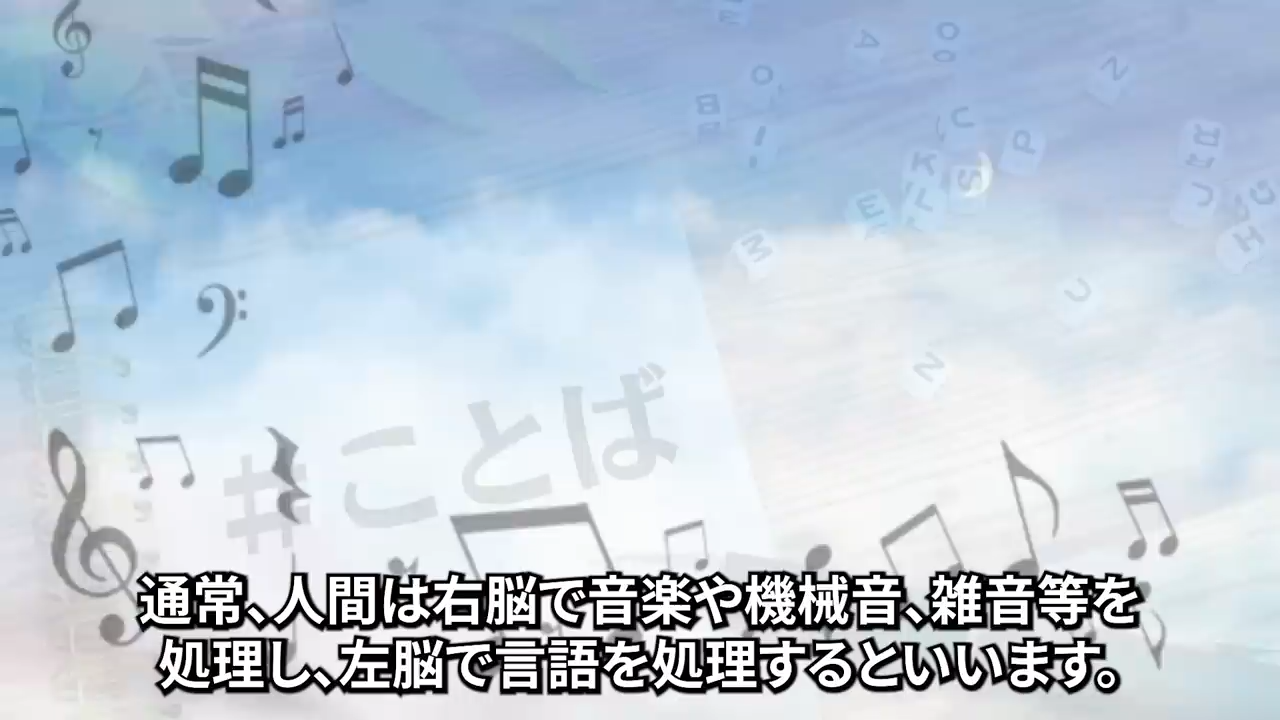 #ことば
通常、人間は右脳で音楽や機械音、雑音等を
処理し、左脳で言語を処理するといいます。